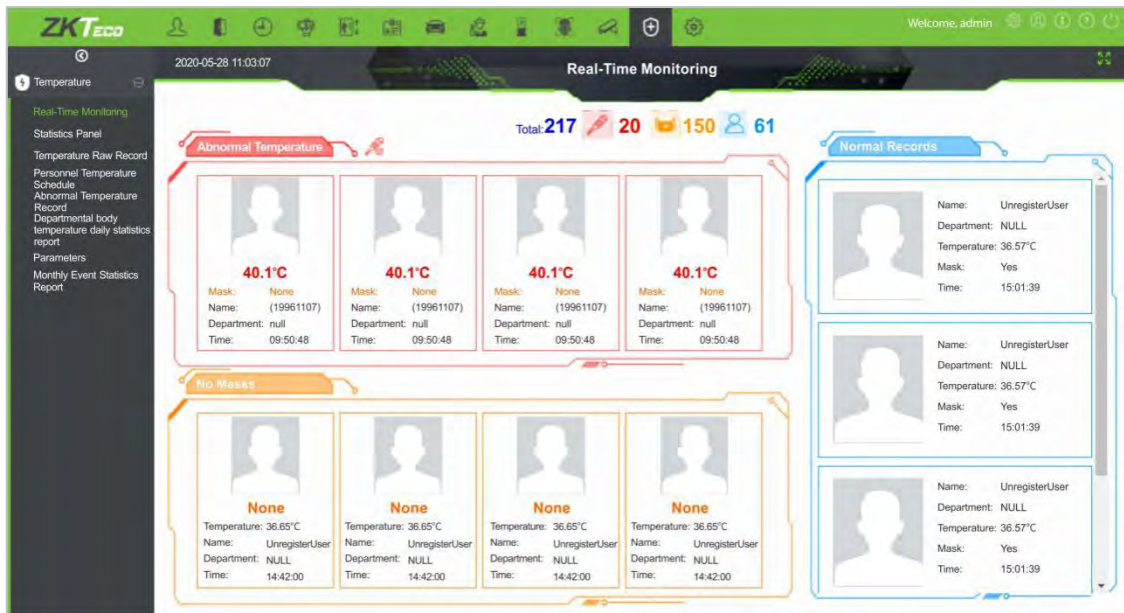 ZKTeco
Welcome, admin
2020-05-28 11:03:07
Real-Time Monitoring
Temperature
Real-Time Monitoring
Statistics Panel
Temperature Raw Record
Personnel Temperature
Schedule
Abnormal Temperature
Record
Departmental body
temperature daily statistics
report
Parameters
Monthly Event Statistics
Report
Total:217 20 150 61
Abnormal Temperature
40.1°C
Mask: None
Name: (19961107)
Department: null
Time: 09:50:48
40.1°C
Mask: None
Name: (19961107)
Department: null
Time: 09:50:48
40.1°C
Mask: None
Name: (19961107)
Department: null
Time: 09:50:48
40.1°C
Mask: None
Name: (19961107)
Department: null
Time: 09:50:48
No Masks
None
Temperature: 36.65°C
Name: UnregisterUser
Department: NULL
Time: 14:42:00
None
Temperature: 36.65°C
Name: UnregisterUser
Department: NULL
Time: 14:42:00
None
Temperature: 36.65°C
Name: UnregisterUser
Department: NULL
Time: 14:42:00
None
Temperature: 36.65°C
Name: UnregisterUser
Department: NULL
Time: 14:42:00
Normal Records
Name: UnregisterUser
Department: NULL
Temperature: 36.57°C
Mask: Yes
Time: 15:01:39
Name: UnregisterUser
Department: NULL
Temperature: 36.57°C
Mask: Yes
Time: 15:01:39
Name: UnregisterUser
Department: NULL
Temperature: 36.57°C
Mask: Yes
Time: 15:01:39